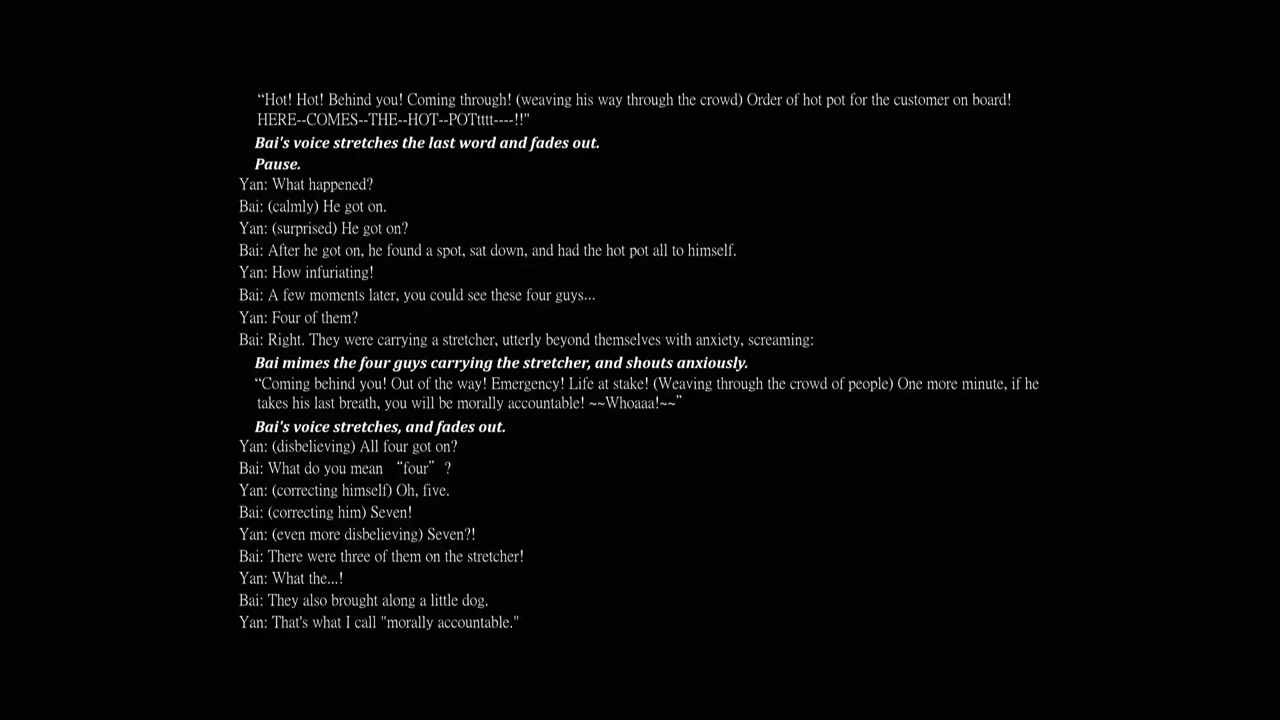 “Hot! Hot! Behind you! Coming through! (weaving his way through the crowd) Order of hot pot for the customer on board!
HERE--COMES--THE--HOT--POTtttt----!!"
Bai's voice stretches the last word and fades out.
Pause.
Yan: What happened?
Bai: (calmly) He got on.
Yan: (surprised) He got on?
Bai: After he got on, he found a spot, sat down, and had the hot pot all to himself.
Yan: How infuriating!
Bai: A few moments later, you could see these four guys...
Yan: Four of them?
Bai: Right. They were carrying a stretcher, utterly beyond themselves with anxiety, screaming:
Bai mimes the four guys carrying the stretcher, and shouts anxiously.
“Coming behind you! Out of the way! Emergency! Life at stake! (Weaving through the crowd of people) One more minute, if he
takes his last breath, you will be morally accountable! ~~Whoaaa!~~”
Bai's voice stretches, and fades out.
Yan: (disbelieving) All four got on?
Bai: What do you mean “four” ?
Yan: (correcting himself) Oh, five.
Bai: (correcting him) Seven!
Yan: (even more disbelieving) Seven?!
Bai: There were three of them on the stretcher!
Yan: What the...!
Bai: They also brought along a little dog.
Yan: That's what I call "morally accountable."